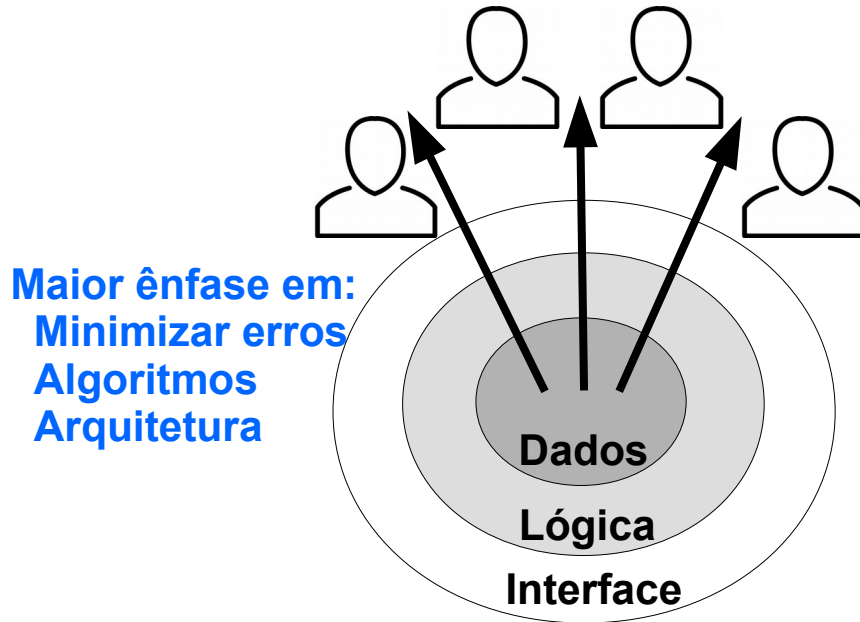 Maior ênfase em:
Minimizar erros
Algoritmos
Arquitetura
Dados
Lógica
Interface